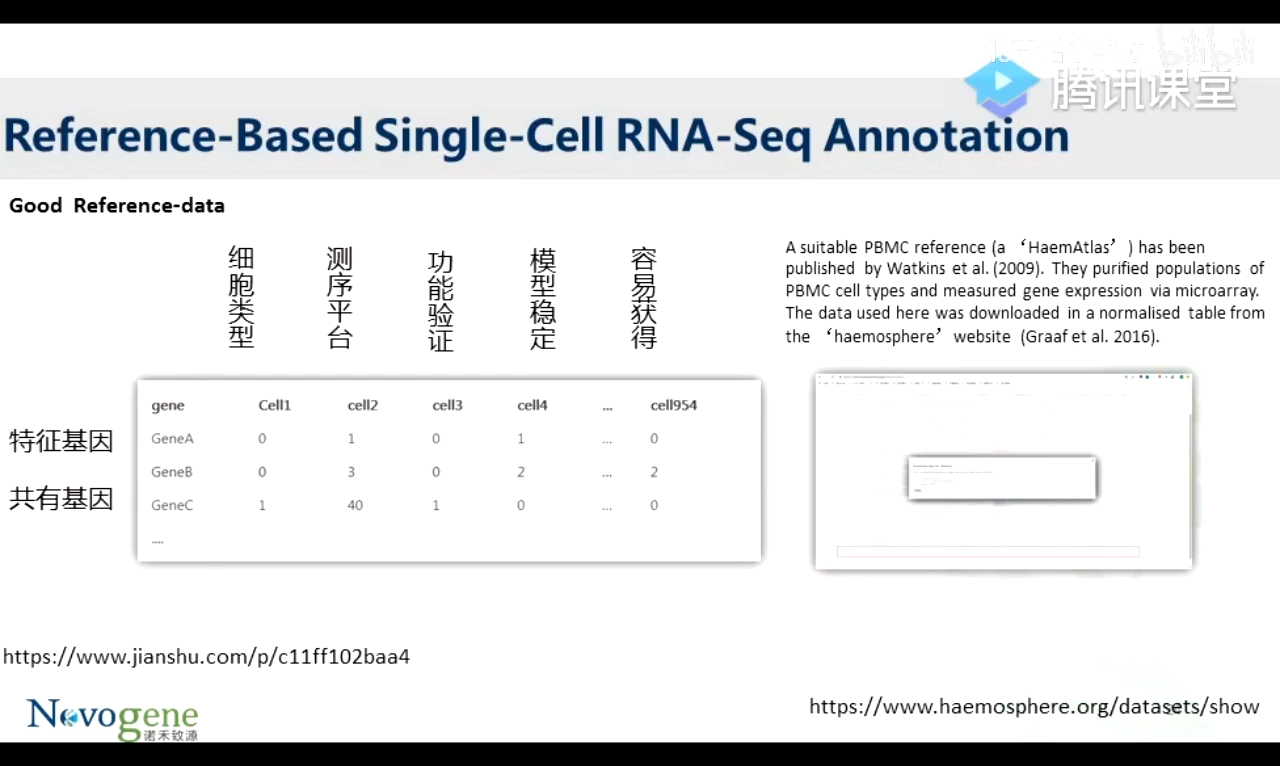 腾讯课堂
Reference-Based Single-Cell RNA-Seq Annotation
Good Reference-data
细胞类型
测序平台
功能验证
模型稳定
容易获得
A suitable PBMC reference (a ‘HaemAtlas’ ) has been
published by Watkins et al. (2009). They purified populations of
PBMC cell types and measured gene expression via microarray.
The data used here was downloaded in a normalised table from
the ‘haemosphere’ website (Graaf et al. 2016).
特征基因
共有基因
gene Cell1 cell2 cell3 cell4 ... cell954
GeneA 0 1 0 1 ... 0
GeneB 0 3 0 2 ... 2
GeneC 1 40 1 0 ... 0
.....
https://www.jianshu.com/p/c11ff102baa4
Novogene
诺禾致源
https://www.haemosphere.org/datasets/show